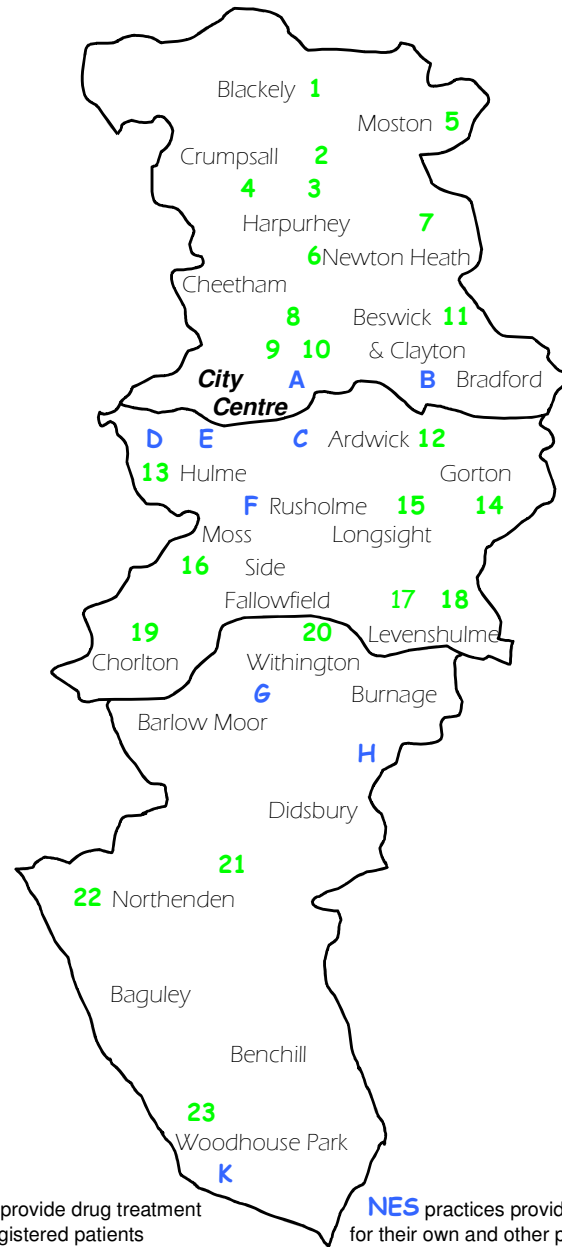 Blackely 1
Moston 5
Crumpsall 2
4 3
Harpurhey 7
6 Newton Heath
Cheetham
8 Beswick 11
9 10 & Clayton
City A B Bradford
Centre
D E C Ardwick 12
13 Hulme Gorton
F Rusholme 15 14
Moss Longsight
16 Side
Fallowfield 17 18
19 20 Levenshulme
Chorlton Withington
G Burnage
Barlow Moor
H
Didsbury
21
22 Northenden
Baguley
Benchill
23
Woodhouse Park
K
provide drug treatment NES practices provid
gistered patients for their own and other p